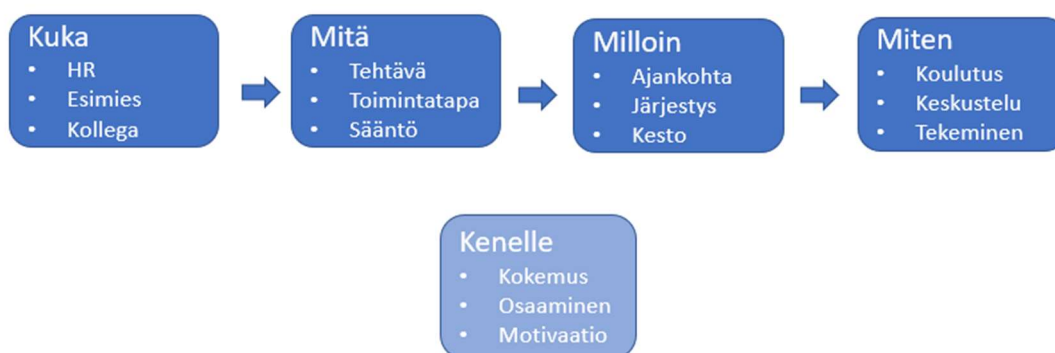 Kuka
• HR
• Esimies
• Kollega
Mitä
• Tehtävä
• Toimintatapa
• Sääntö
Milloin
• Ajankohta
• Järjestys
• Kesto
Miten
• Koulutus
• Keskustelu
• Tekeminen
Kenelle
• Kokemus
• Osaaminen
• Motivaatio